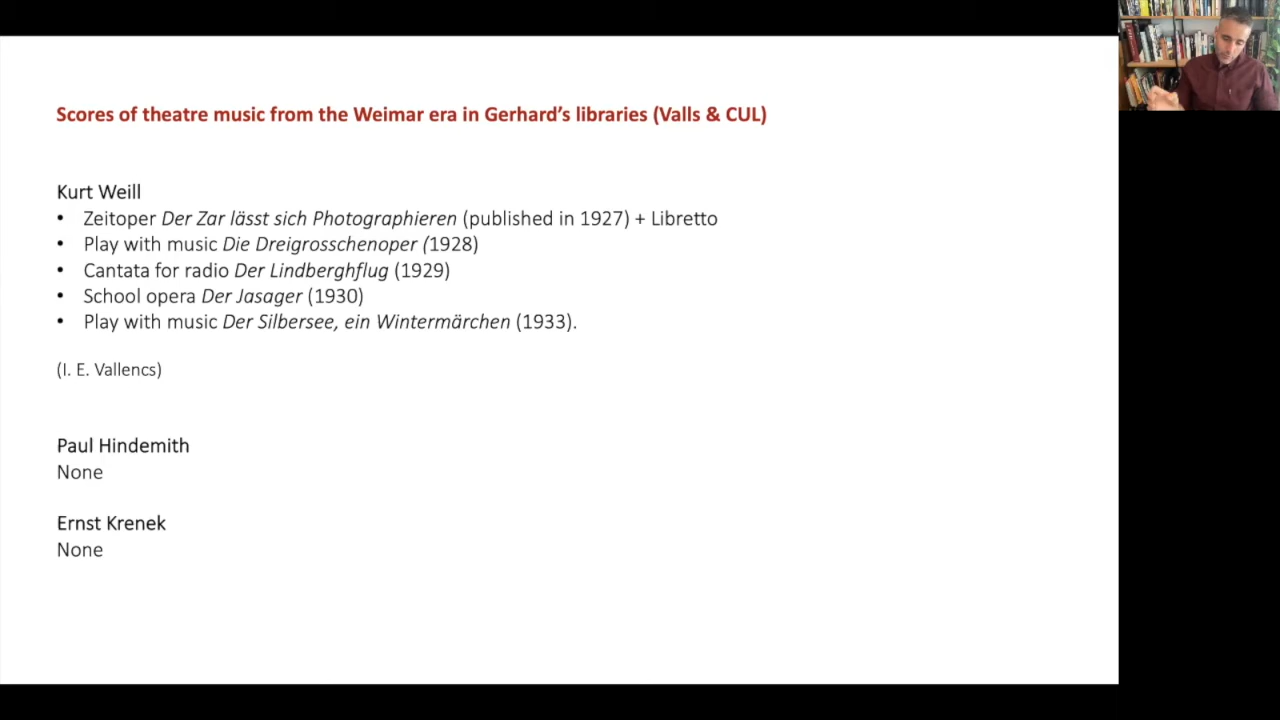 Scores of theatre music from the Weimar era in Gerhard's libraries (Valls & CUL)
Kurt Weill
• Zeitoper Der Zar lässt sich Photographieren (published in 1927) + Libretto
• Play with music Die Dreigrosschenoper (1928)
• Cantata for radio Der Lindberghflug (1929)
• School opera Der Jasager (1930)
• Play with music Der Silbersee, ein Wintermärchen (1933).
(I. E. Vallencs)
Paul Hindemith
None
Ernst Krenek
None